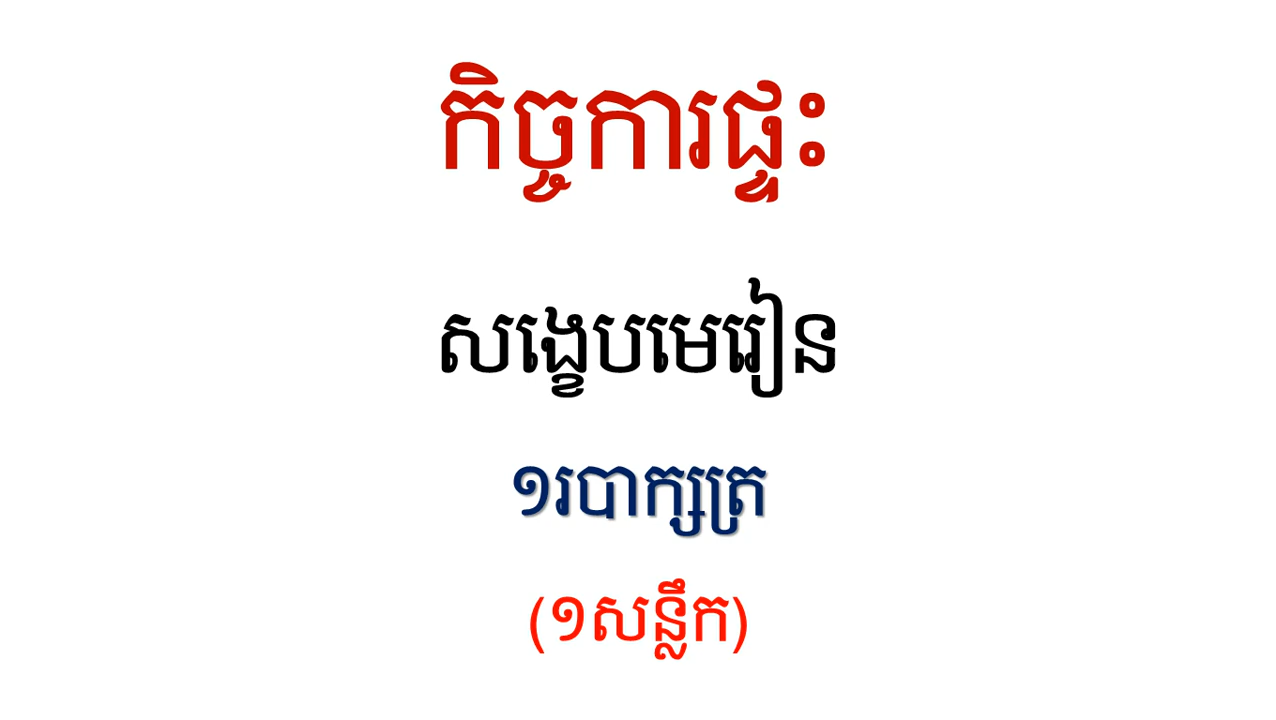 កិច្ចការផ្ទះ
សង្ខេបមេរៀន
១របាក្សត្រ
(១សន្លឹក)